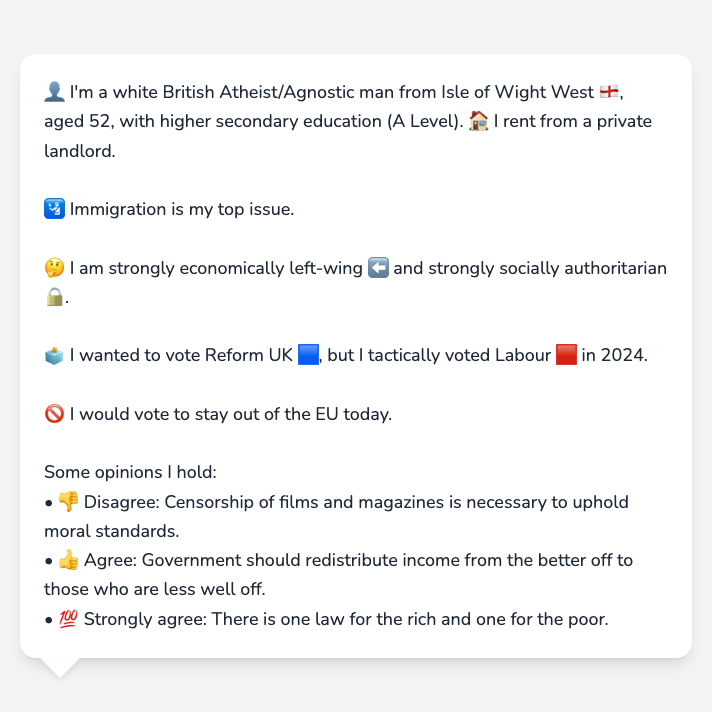 👤 I'm a white British Atheist/Agnostic man from Isle of Wight West 🏴󠁧󠁢󠁥󠁮󠁧󠁿,
aged 52, with higher secondary education (A Level). 🏠 I rent from a private
landlord.
🛂 Immigration is my top issue.
🤔 I am strongly economically left-wing ⬅️ and strongly socially authoritarian
🔒.
🗳️ I wanted to vote Reform UK 🟦, but I tactically voted Labour 🟥 in 2024.
🚫 I would vote to stay out of the EU today.
Some opinions I hold:
• 👎 Disagree: Censorship of films and magazines is necessary to uphold
moral standards.
• 👍 Agree: Government should redistribute income from the better off to
those who are less well off.
• 💯 Strongly agree: There is one law for the rich and one for the poor.